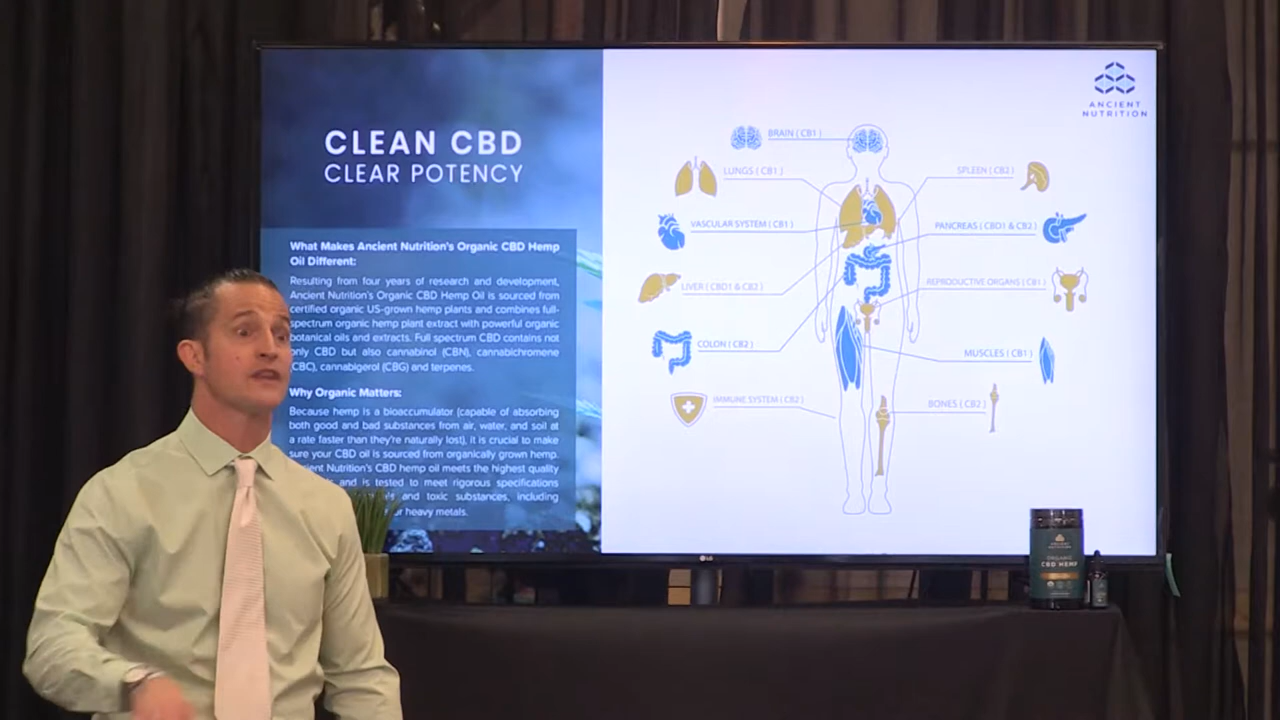 CLEAN CBD
CLEAR POTENCY
What Makes Ancient Nutrition's Organic CBD Hemp
Oil Different:
Resulting from four years of research and development,
Ancient Nutrition's Organic CBD Hemp Oil is sourced from
certified organic US-grown hemp plants and combines full-
spectrum organic hemp plant extract with powerful organic
botanical oils and extracts. Full spectrum CBD contains not
only CBD but also cannabinol (CBN), cannabichromene
(CBC), cannabigerol (CBG) and terpenes.
Why Organic Matters:
Because hemp is a bioaccumulator (capable of absorbing
both good and bad substances from air, water, and soil at
a rate faster than they're naturally lost), it is crucial to make
sure your CBD oil is sourced from organically grown hemp.
Ancient Nutrition's CBD hemp oil meets the highest quality
and is tested to meet rigorous specifications
and toxic substances, including
or heavy metals.
ANCIENT
NUTRITION
BRAIN ( CB1 )
LUNGS ( CB1 )
SPLEEN ( CB2 )
VASCULAR SYSTEM ( CB1 )
PANCREAS ( CBD1 & CB2 )
LIVER ( CBD1 & CB2 )
REPRODUCTIVE ORGANS ( CB1 )
COLON ( CB2 )
MUSCLES ( CB1 )
IMMUNE SYSTEM ( CB2 )
BONES ( CB2 )
LG
ANCIENT
NUTRITION
ORGANIC
CBD HEMP